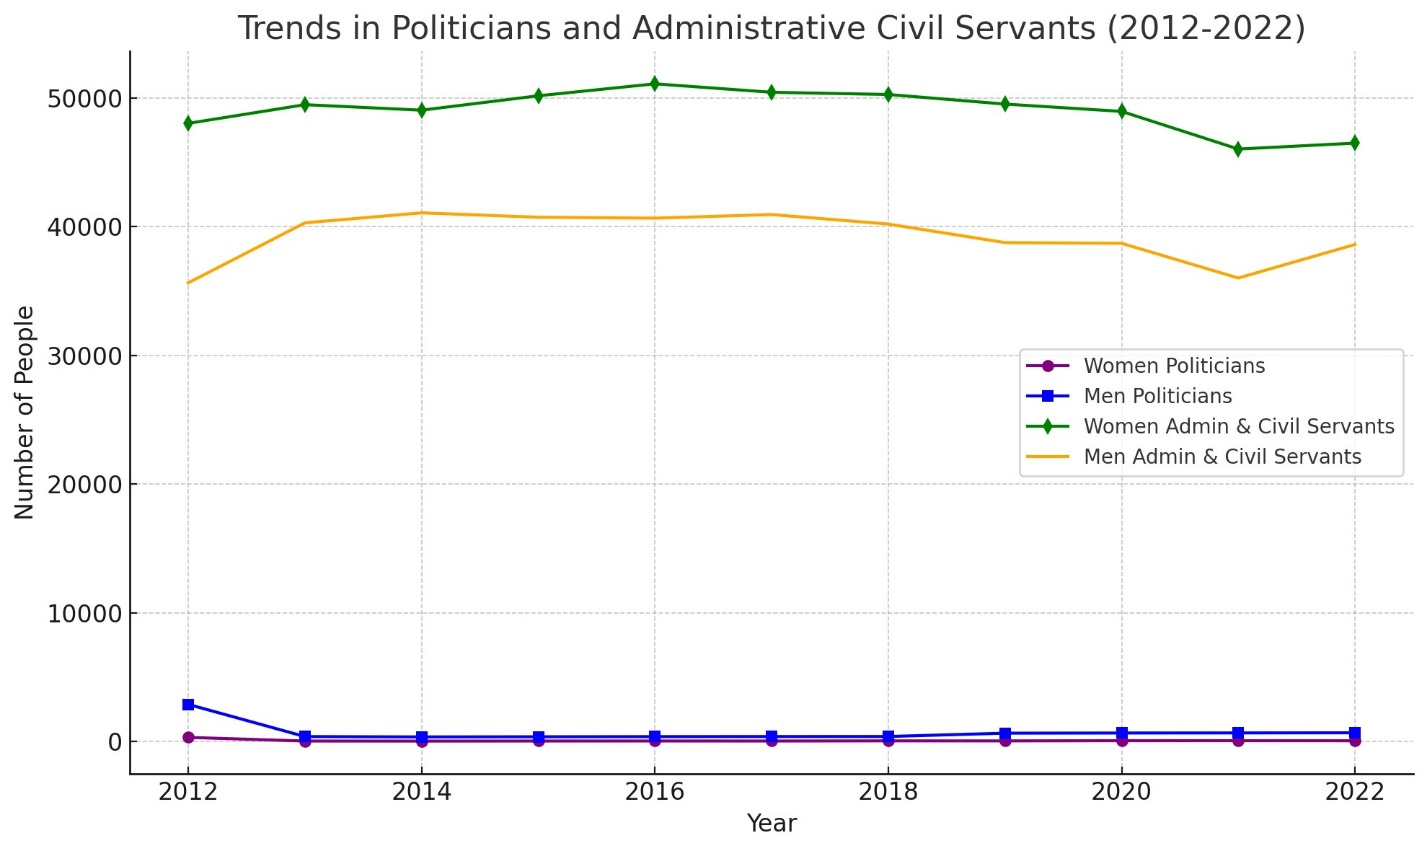 Trends in Politicians and Administrative Civil Servants (2012-2022)
50000
40000
30000
20000
10000
0
Number of People
Women Politicians
Men Politicians
Women Admin & Civil Servants
Men Admin & Civil Servants
2012 2014 2016 2018 2020 2022
Year